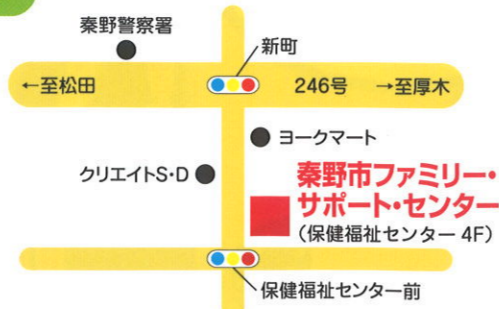 秦野警察署
新町
←至松田
246号
→至厚木
ヨークマート
クリエイトS・D
秦野市ファミリー・
サポート・センター
(保健福祉センター 4F)
保健福祉センター前